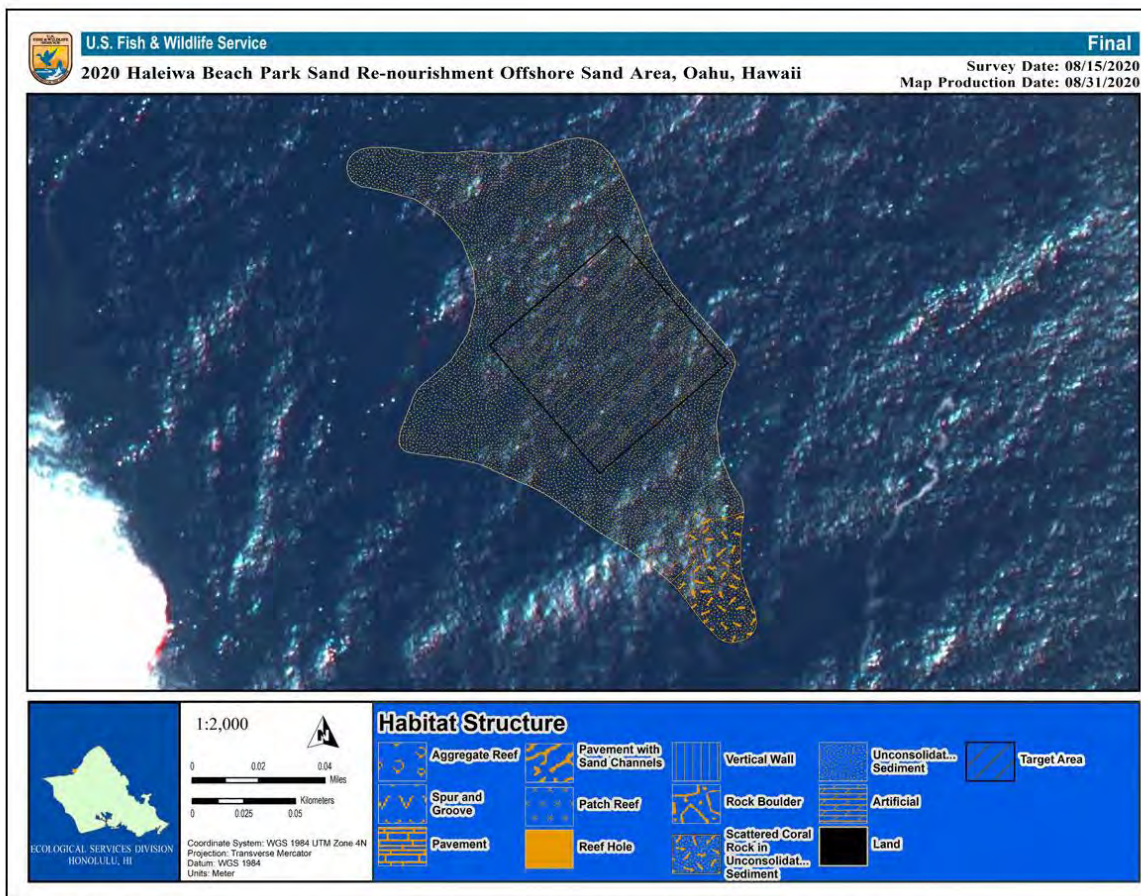 U.S.
FISH & WILDLIFE
SERVICE
U.S. Fish & Wildlife Service
Final
2020 Haleiwa Beach Park Sand Re-nourishment Offshore Sand Area, Oahu, Hawaii
Survey Date: 08/15/2020
Map Production Date: 08/31/2020
ECOLOGICAL SERVICES DIVISION
HONOLULU, HI
1:2,000
N
0 0.02 0.04
Miles
Kilometers
0 0.025 0.05
Coordinate System: WGS 1984 UTM Zone 4N
Projection: Transverse Mercator
Datum: WGS 1984
Units: Meter
Habitat Structure
Aggregate Reef
Spur and
Groove
Pavement
Pavement with
Sand Channels
Patch Reef
Reef Hole
Vertical Wall
Rock Boulder
Scattered Coral
Rock in
Unconsolidat...
Sediment
Unconsolidat...
Sediment
Artificial
Land
Target Area